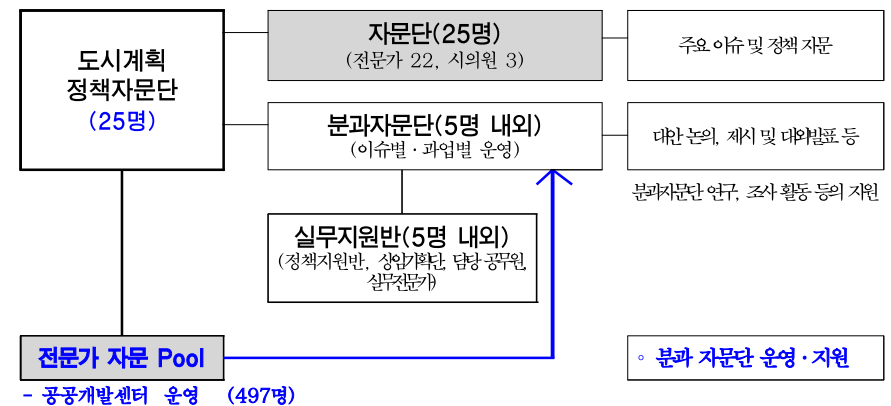 도시계획
정책자문단
(25명)
자문단(25명)
(전문가 22, 시의원 3)
주요 이슈 및 정책 자문
분과자문단(5명 내외)
(이슈별·과업별 운영)
대안 논의, 제시 및 대외발표 등
분과자문단 연구, 조사 활동 등의 지원
실무지원반(5명 내외)
(정책지원반, 상임기획단, 담당 공무원,
실무전문가)
전문가 자문 Pool
- 공공개발센터 운영 (497명)
◦ 분과 자문단 운영·지원